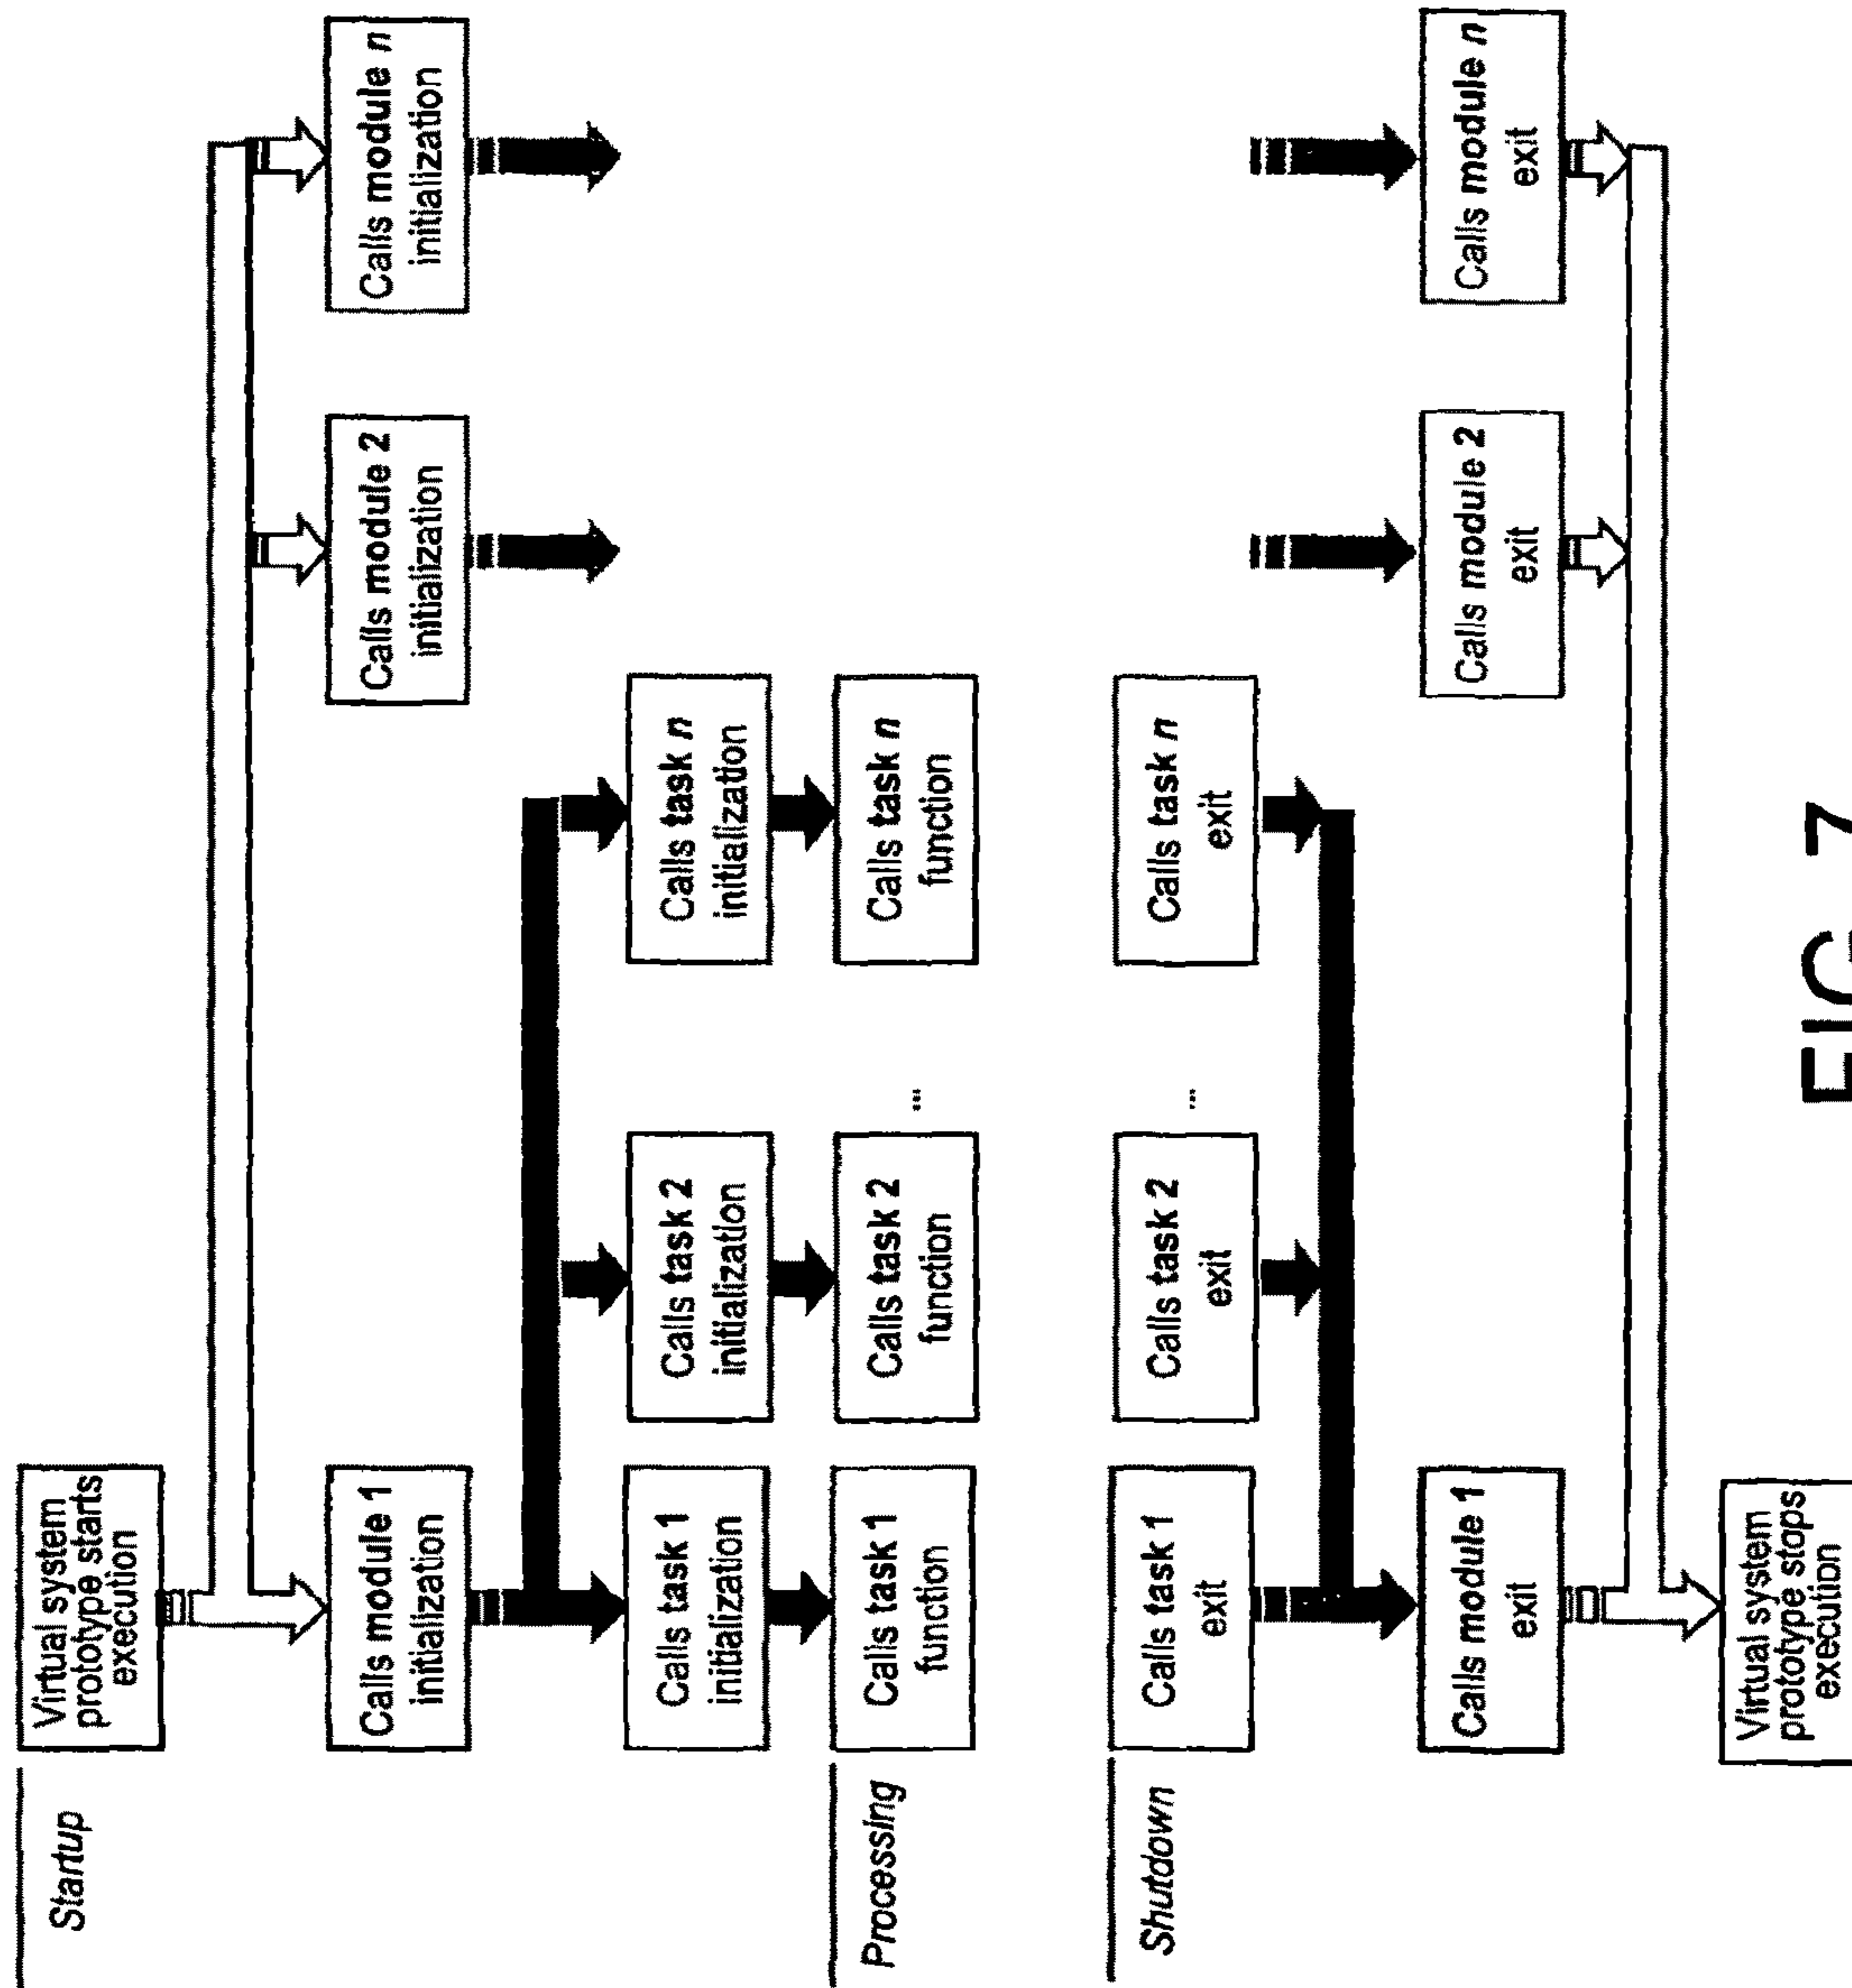 Startup
Virtual system
prototype starts
execution
Calls module 1
initialization
Calls module 2
initialization
Calls module n
initialization
Calls task 1
initialization
Calls task 2
initialization
Calls task n
initialization
Processing
Calls task 1
function
Calls task 2
function
...
Calls task n
function
Shutdown
Calls task 1
exit
Calls task 2
exit
...
Calls task n
exit
Calls module 1
exit
Calls module 2
exit
Calls module n
exit
Virtual system
prototype stops
execution
FIG 7